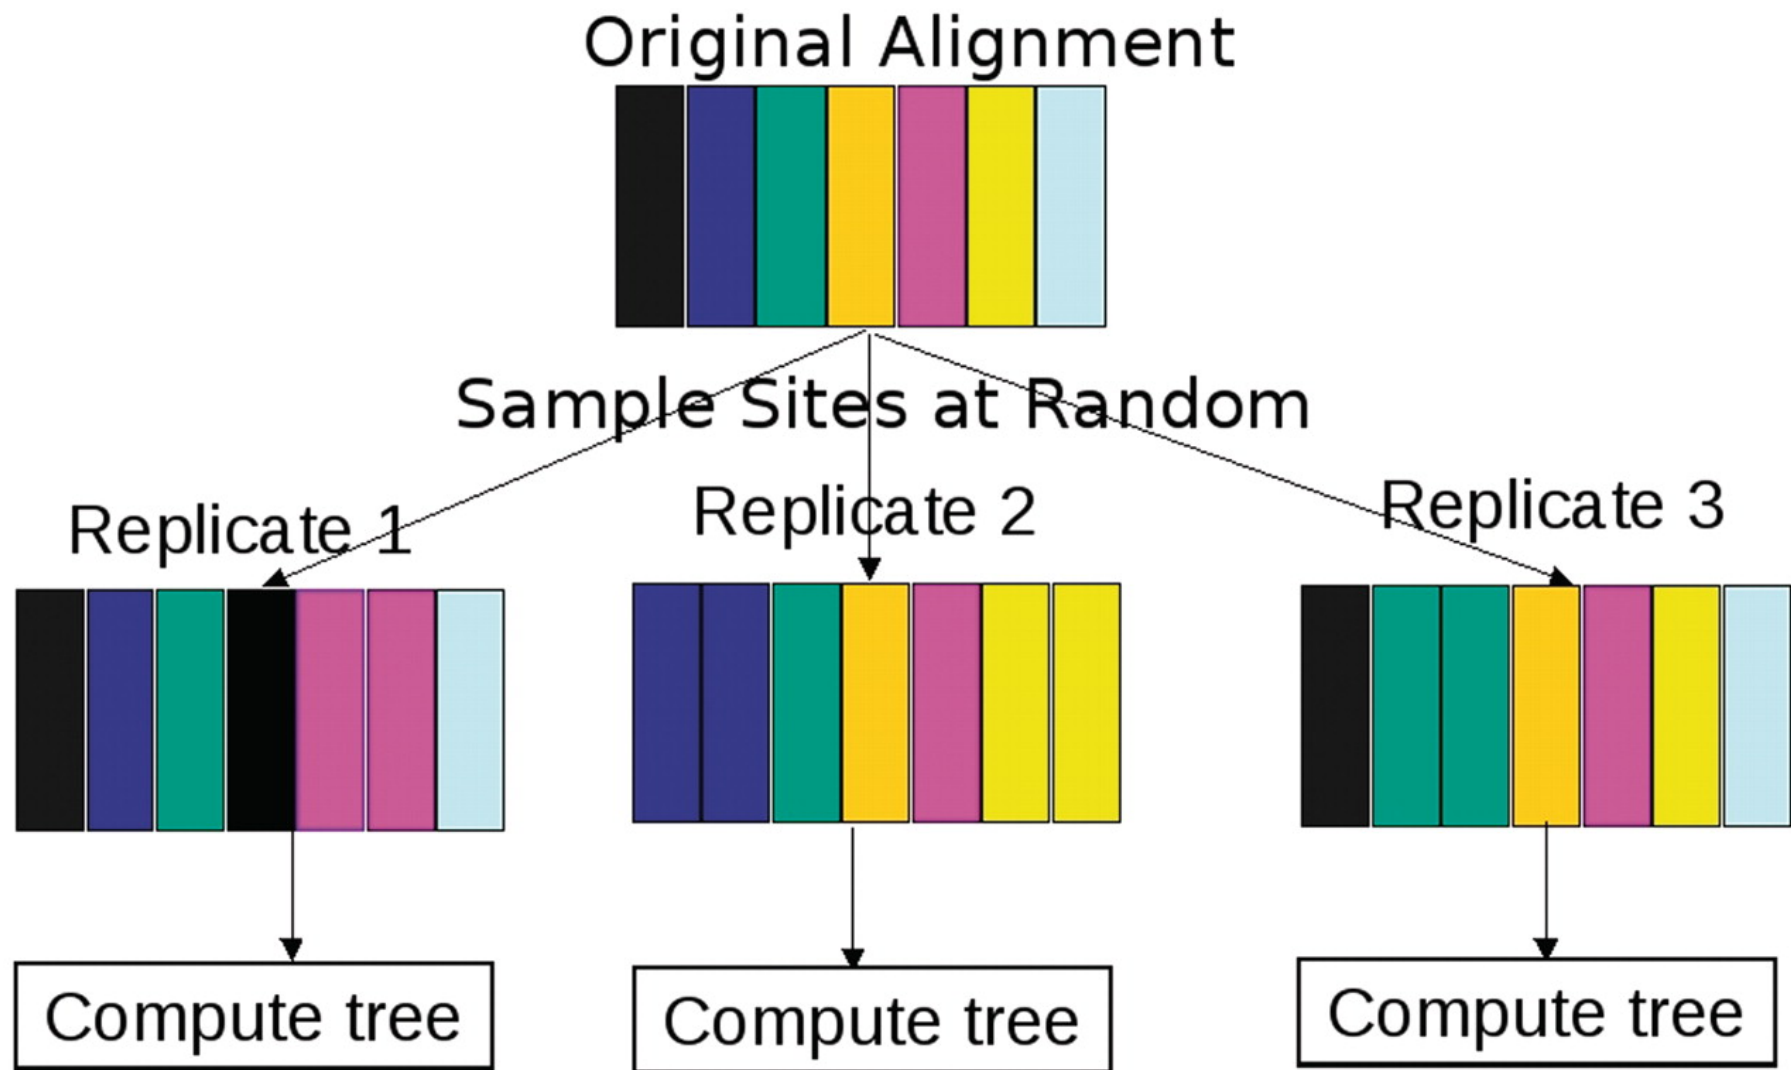 Original Alignment
Sample Sites at Random
Replicate 1
Replicate 2
Replicate 3
Compute tree
Compute tree
Compute tree